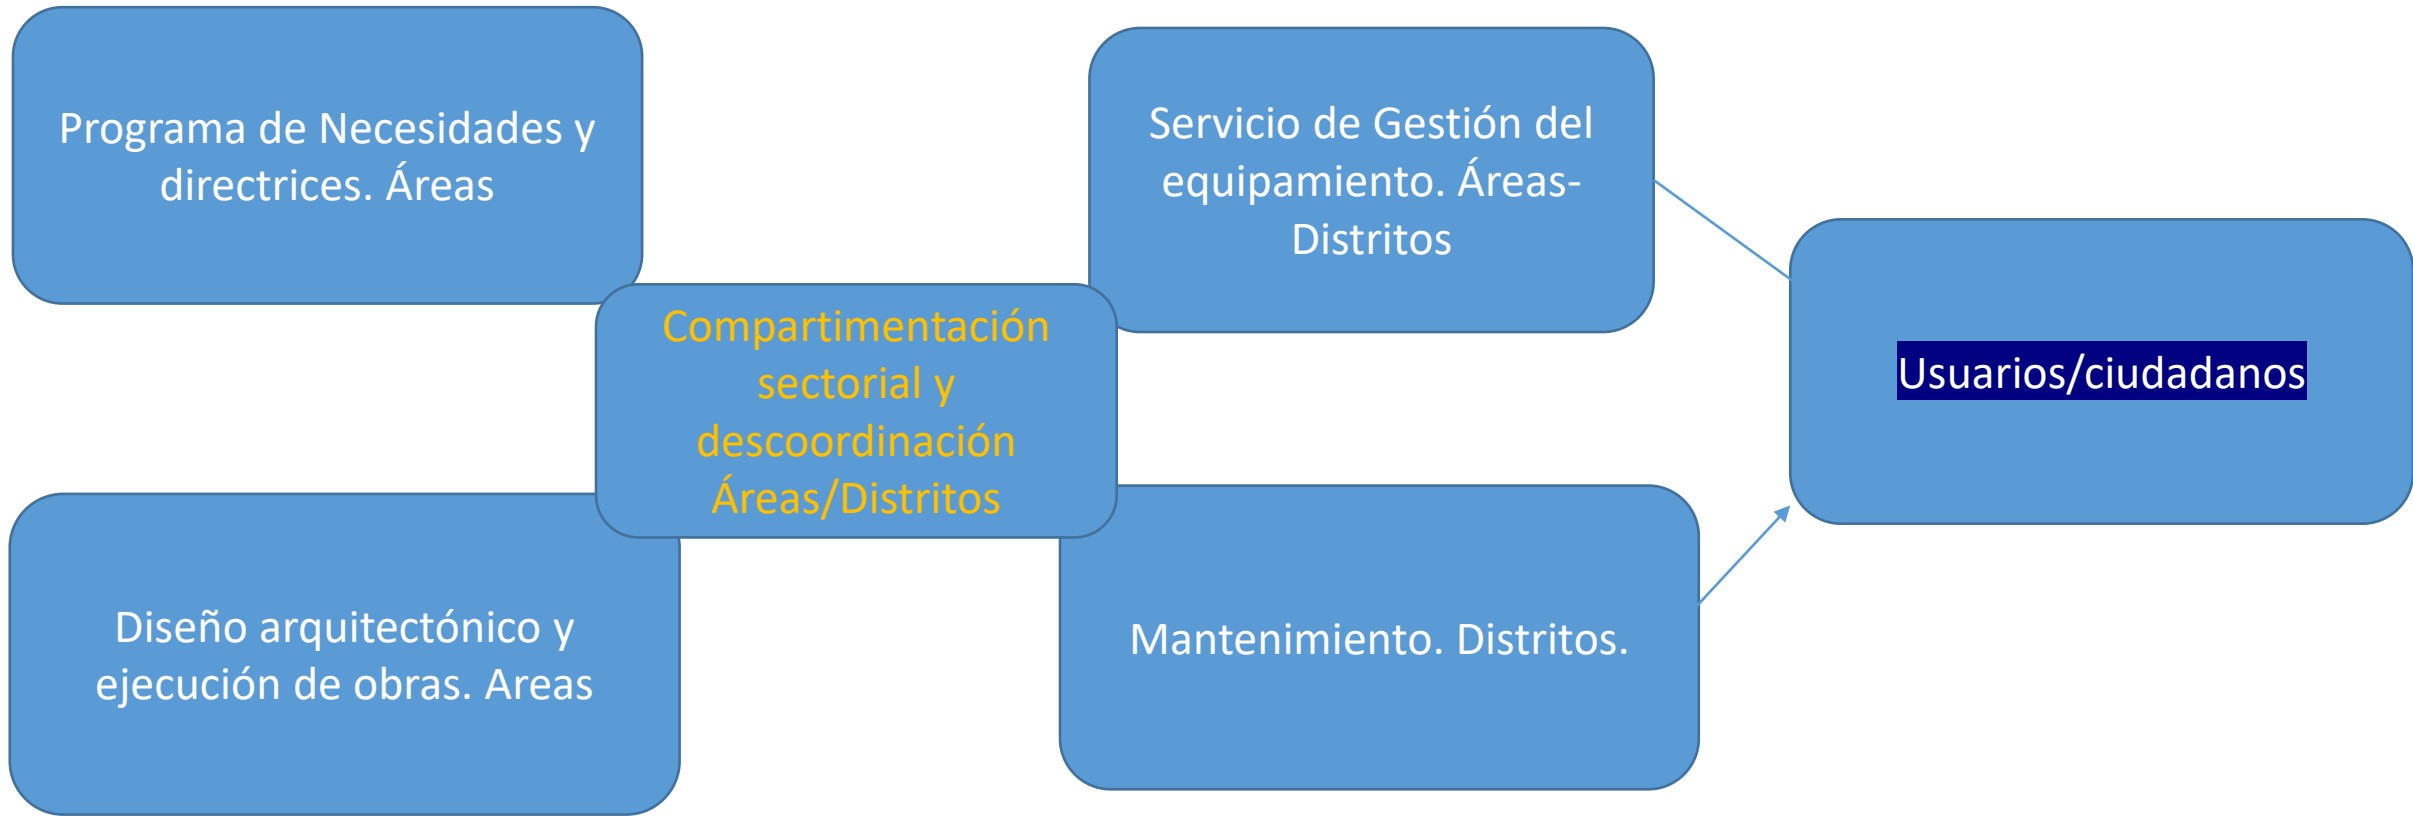 Programa de Necesidades y
directrices. Áreas
Servicio de Gestión del
equipamiento. Áreas-
Distritos
Compartimentación
sectorial y
descoordinación
Áreas/Distritos
Usuarios/ciudadanos
Diseño arquitectónico y
ejecución de obras. Areas
Mantenimiento. Distritos.